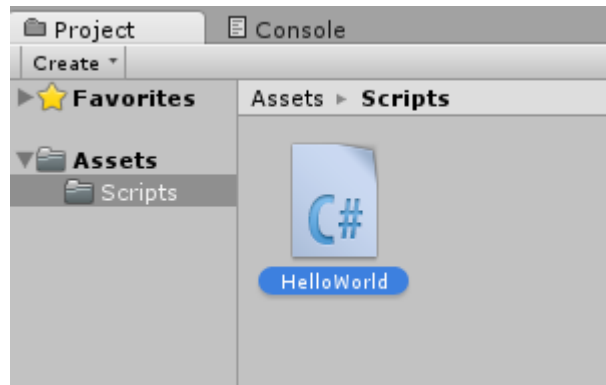 Project
Console
Create
Favorites
Assets
Scripts
Assets ▸ Scripts
C#
HelloWorld